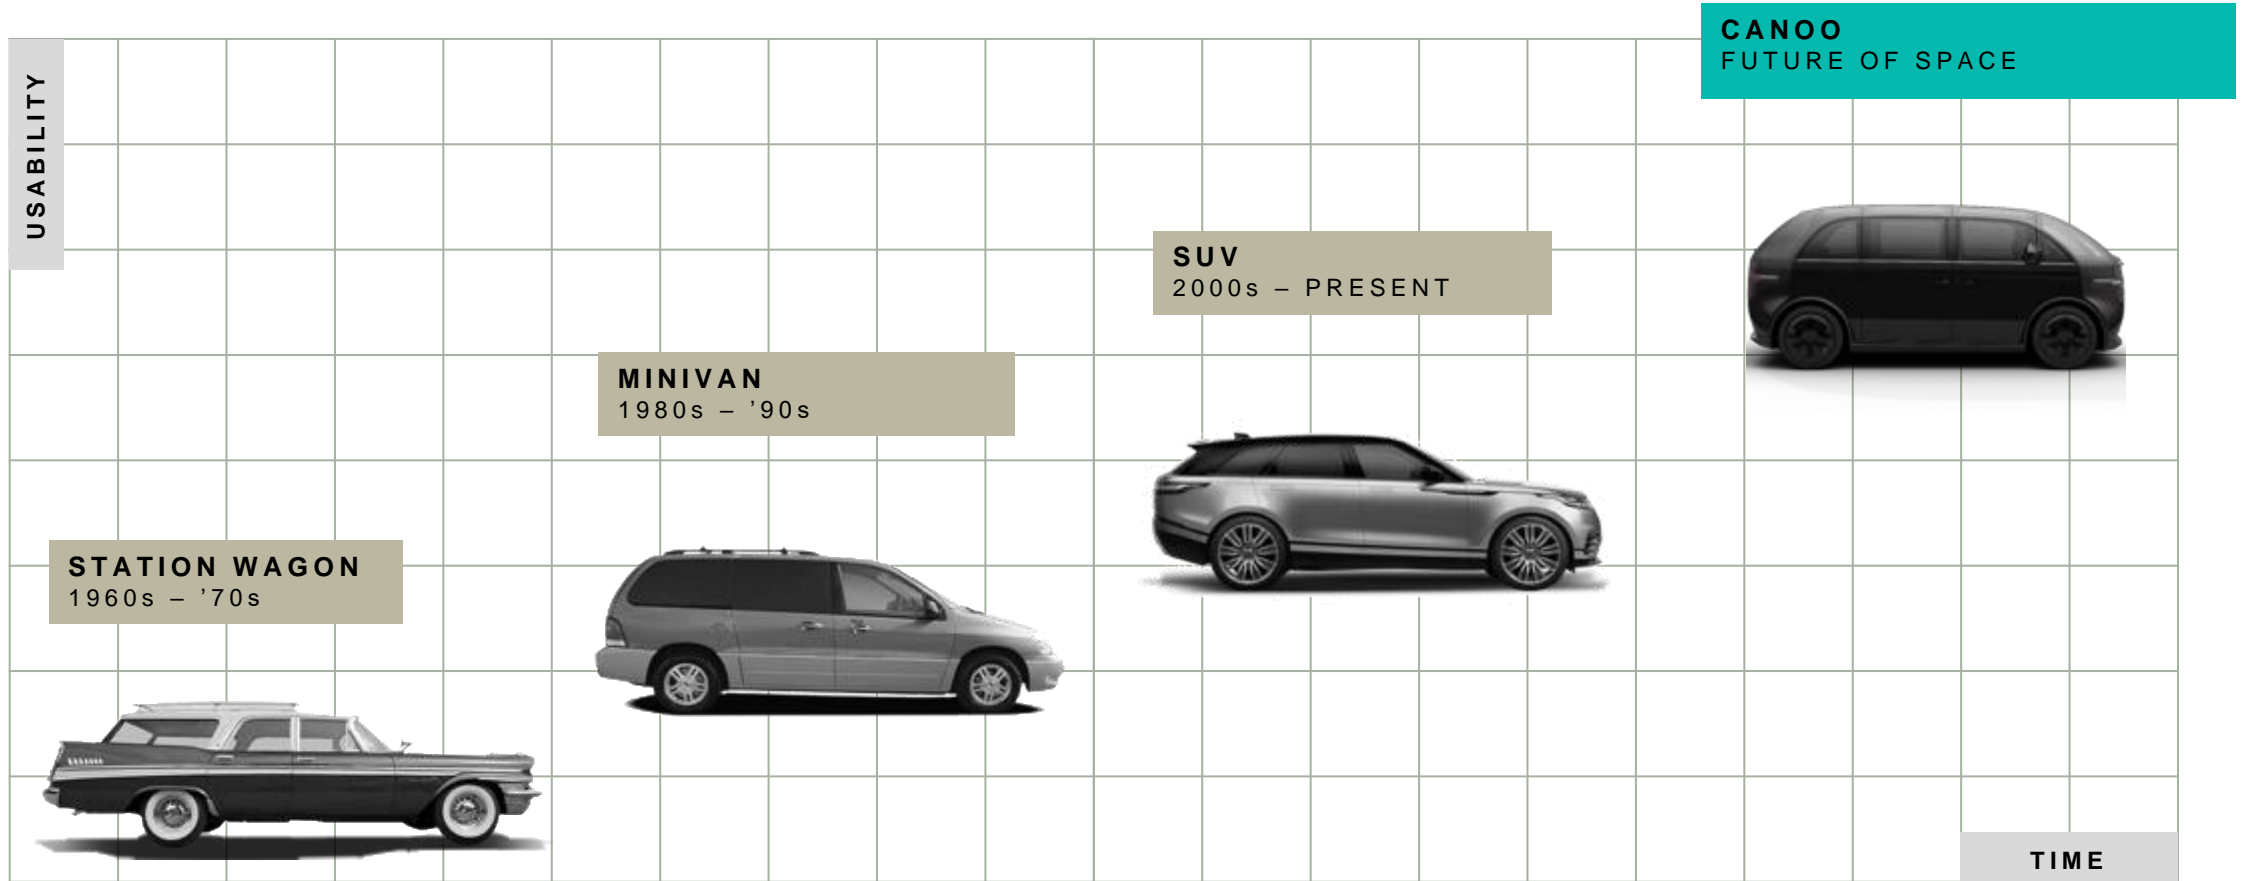 CANOO
FUTURE OF SPACE
USABILITY
SUV
2000s – PRESENT
MINIVAN
1980s – ’90s
STATION WAGON
1960s – ’70s
TIME